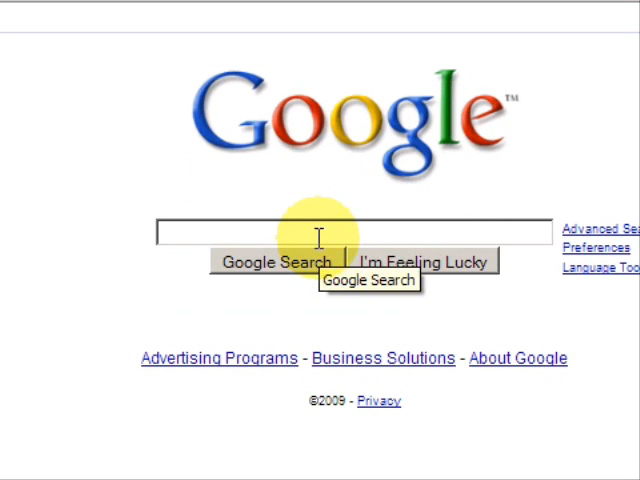 Google™
Advanced Sea
Preferences
Language Too
Google Search I'm Feeling Lucky
Google Search
Advertising Programs - Business Solutions - About Google
©2009 - Privacy